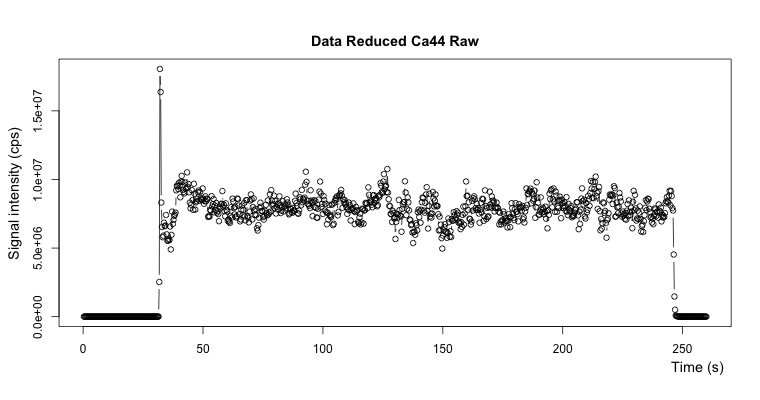 Data Reduced Ca44 Raw
Signal intensity (cps)
1.5e+07
1.0e+07
5.0e+06
0.0e+00
0 50 100 150 200 250
Time (s)